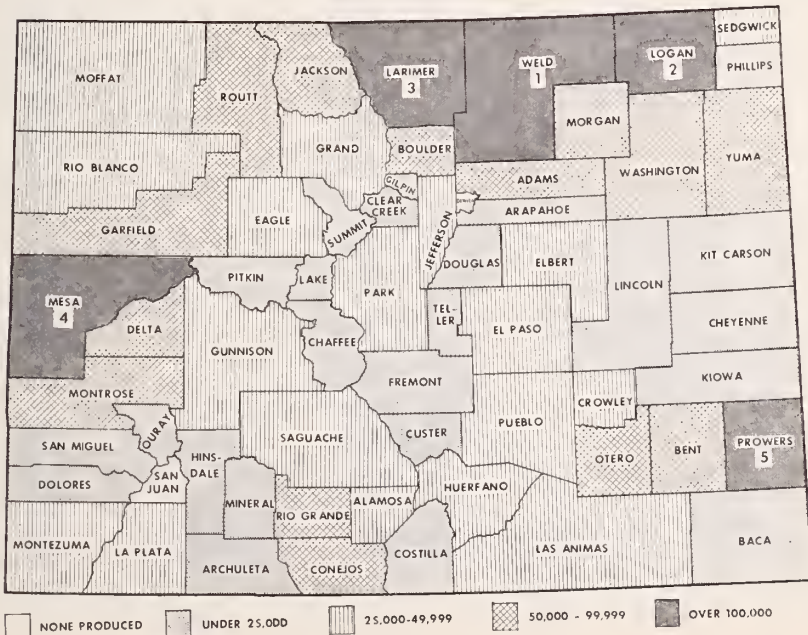 SEDGWICK
LOGAN
2
WELD
1
LARIMER
3
JACKSON
MOFFAT
ROUTT
PHILLIPS
MORGAN
GRAND
BOULDER
WASHINGTON
YUMA
RIO BLANCO
GILPIN
ADAMS
CLEAR
CREEK
ARAPAHOE
EAGLE
SUMMIT
JEFFERSON
GARFIELD
DOUGLAS
ELBERT
KIT CARSON
PITKIN
LAKE
LINCOLN
PARK
MESA
4
TEL-
LER
DELTA
CHAFFEE
EL PASO
CHEYENNE
GUNNISON
FREMONT
KIOWA
MONTROSE
CROWLEY
OURAY
PUEBLO
SAGUACHE
CUSTER
PROWERS
5
SAN MIGUEL
HINS-
DALE
OTERO
BENT
SAN
JUAN
DOLORES
HUERFANO
MINERAL
RIO GRANDE
ALAMOSA
MONTEZUMA
LA PLATA
LAS ANIMAS
BACA
COSTILLA
ARCHULETA
CONEJOS
NONE PRODUCED
UNDER 25,000
25,000-49,999
50,000 - 99,999
OVER 100,000